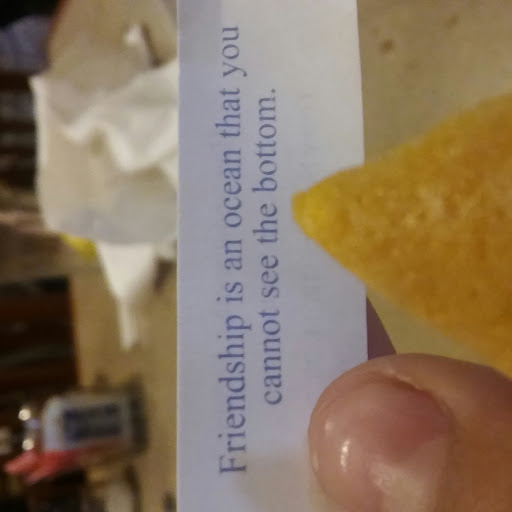 Friendship is an ocean that you
cannot see the bottom.